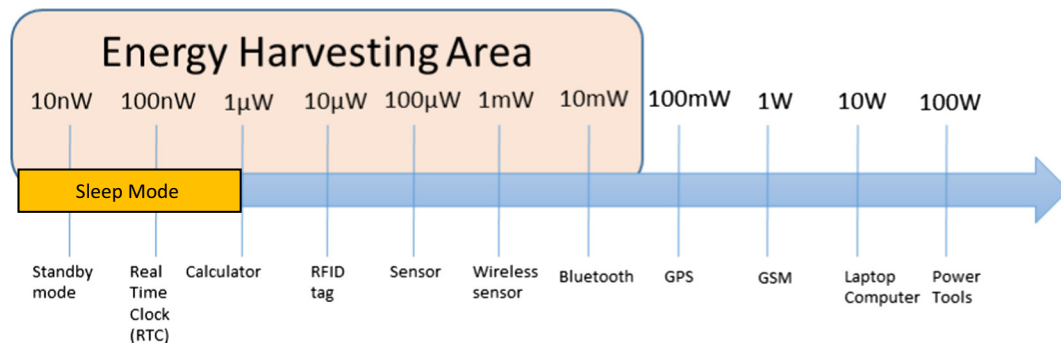 Energy Harvesting Area
10nW 100nW 1µW 10µW 100µW 1mW 10mW 100mW 1W 10W 100W
Sleep Mode
Standby
mode
Real
Time
Clock
(RTC)
Calculator
RFID
tag
Sensor
Wireless
sensor
Bluetooth
GPS
GSM
Laptop
Computer
Power
Tools